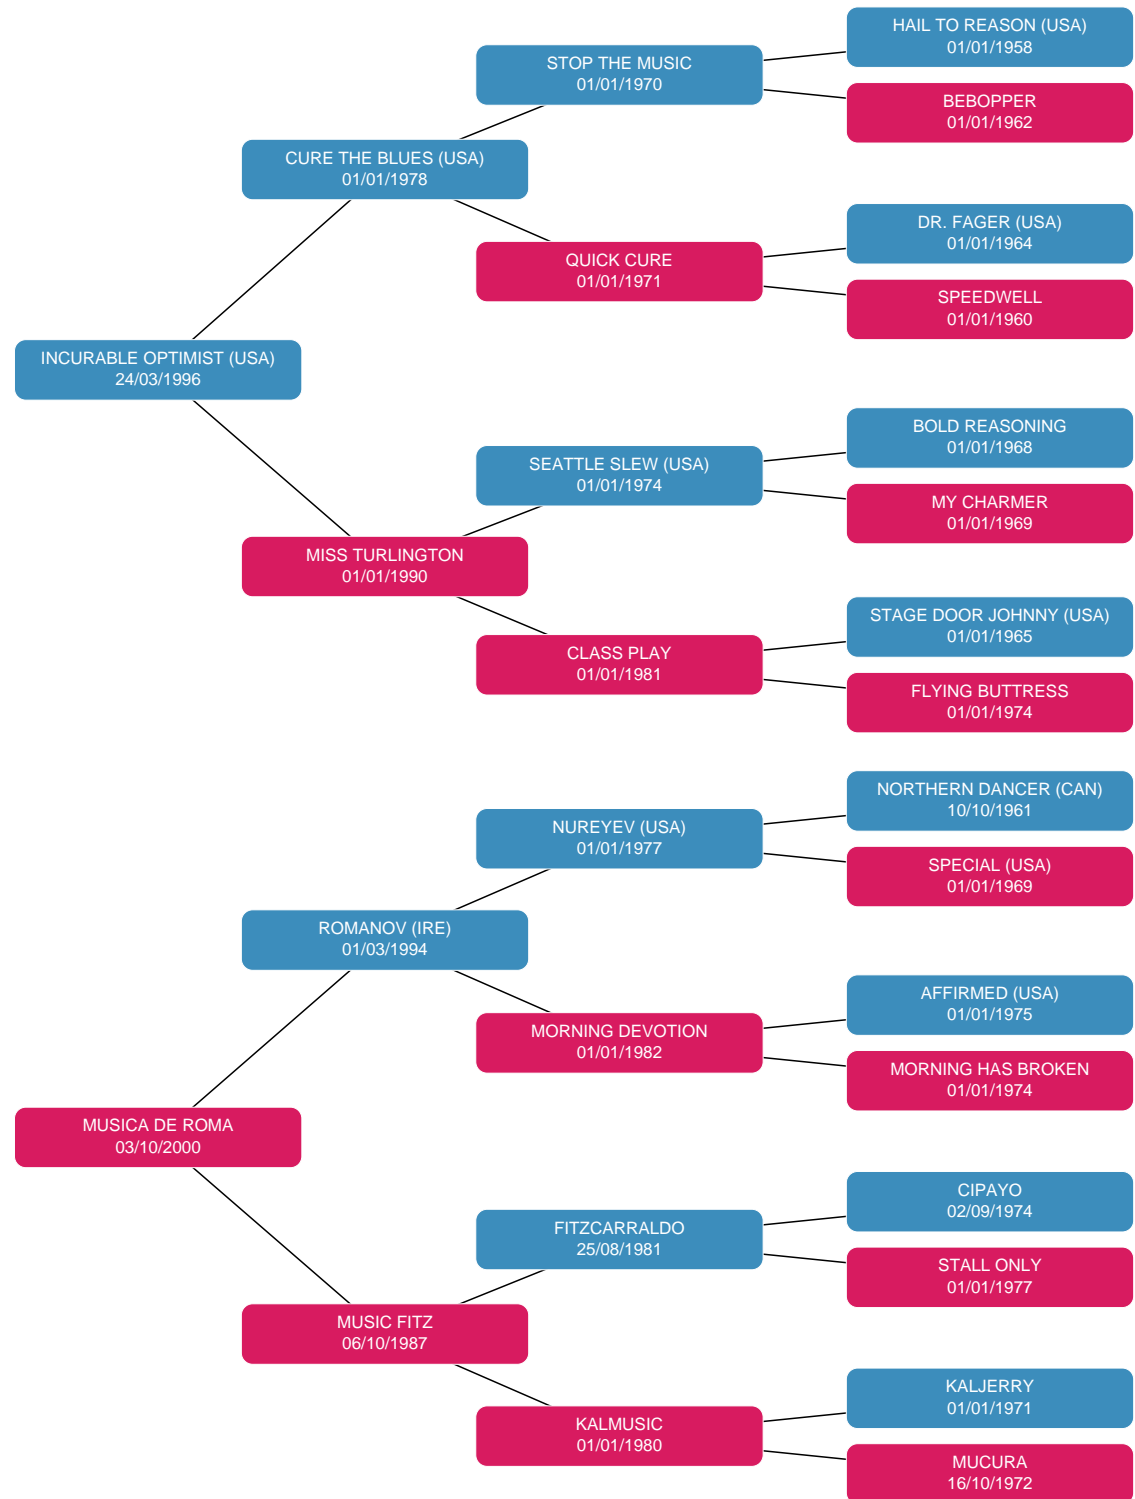 HAIL TO REASON (USA)
01/01/1958
STOP THE MUSIC
01/01/1970
BEBOPPER
01/01/1962
CURE THE BLUES (USA)
01/01/1978
DR. FAGER (USA)
01/01/1964
QUICK CURE
01/01/1971
SPEEDWELL
01/01/1960
INCURABLE OPTIMIST (USA)
24/03/1996
BOLD REASONING
01/01/1968
SEATTLE SLEW (USA)
01/01/1974
MY CHARMER
01/01/1969
MISS TURLINGTON
01/01/1990
STAGE DOOR JOHNNY (USA)
01/01/1965
CLASS PLAY
01/01/1981
FLYING BUTTRESS
01/01/1974
NORTHERN DANCER (CAN)
10/10/1961
NUREYEV (USA)
01/01/1977
SPECIAL (USA)
01/01/1969
ROMANOV (IRE)
01/03/1994
AFFIRMED (USA)
01/01/1975
MORNING DEVOTION
01/01/1982
MORNING HAS BROKEN
01/01/1974
MUSICA DE ROMA
03/10/2000
CIPAYO
02/09/1974
FITZCARRALDO
25/08/1981
STALL ONLY
01/01/1977
MUSIC FITZ
06/10/1987
KALJERRY
01/01/1971
KALMUSIC
01/01/1980
MUCURA
16/10/1972